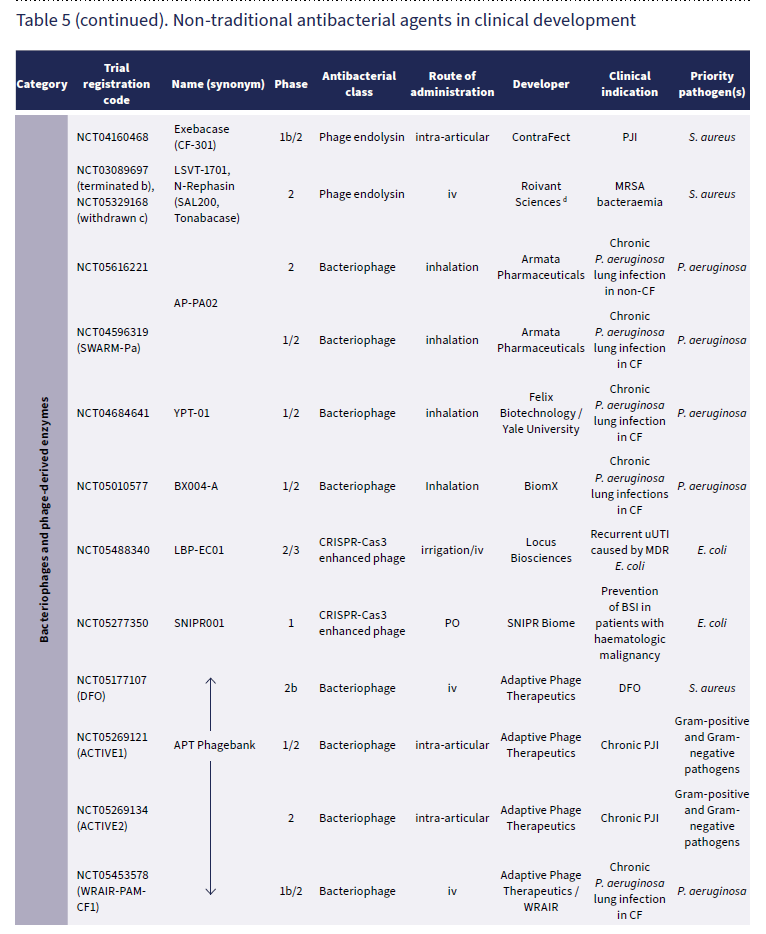 Table 5 (continued). Non-traditional antibacterial agents in clinical development
Category
Trial
registration
code
Name (synonym)
Phase
Antibacterial
class
Route of
administration
Developer
Clinical
indication
Priority
pathogen(s)
Bacteriophages and phage-derived enzymes
NCT04160468
Exebacase
(CF-301)
1b/2
Phage endolysin
intra-articular
ContraFect
PJI
S. aureus
NCT03089697
(terminated b),
NCT05329168
(withdrawn c)
LSVT-1701,
N-Rephasin
(SAL200,
Tonabacase)
2
Phage endolysin
iv
Roivant
Sciences d
MRSA
bacteraemia
S. aureus
NCT05616221
AP-PA02
2
Bacteriophage
inhalation
Armata
Pharmaceuticals
Chronic
P. aeruginosa
lung infection
in non-CF
P. aeruginosa
NCT04596319
(SWARM-Pa)
1/2
Bacteriophage
inhalation
Armata
Pharmaceuticals
Chronic
P. aeruginosa
lung infection
in CF
P. aeruginosa
NCT04684641
YPT-01
1/2
Bacteriophage
inhalation
Felix
Biotechnology /
Yale University
Chronic
P. aeruginosa
lung infection
in CF
P. aeruginosa
NCT05010577
BX004-A
1/2
Bacteriophage
Inhalation
BiomX
Chronic
P. aeruginosa
lung infections
in CF
P. aeruginosa
NCT05488340
LBP-EC01
2/3
CRISPR-Cas3
enhanced phage
irrigation/iv
Locus
Biosciences
Recurrent uUTI
caused by MDR
E. coli
E. coli
NCT05277350
SNIPR001
1
CRISPR-Cas3
enhanced phage
PO
SNIPR Biome
Prevention
of BSI in
patients with
haematologic
malignancy
E. coli
NCT05177107
(DFO)
2b
Bacteriophage
iv
Adaptive Phage
Therapeutics
DFO
S. aureus
NCT05269121
(ACTIVE1)
APT Phagebank
1/2
Bacteriophage
intra-articular
Adaptive Phage
Therapeutics
Chronic PJI
Gram-positive
and Gram-
negative
pathogens
NCT05269134
(ACTIVE2)
2
Bacteriophage
intra-articular
Adaptive Phage
Therapeutics
Chronic PJI
Gram-positive
and Gram-
negative
pathogens
NCT05453578
(WRAIR-PAM-
CF1)
1b/2
Bacteriophage
iv
Adaptive Phage
Therapeutics /
WRAIR
Chronic
P. aeruginosa
lung infection
in CF
P. aeruginosa